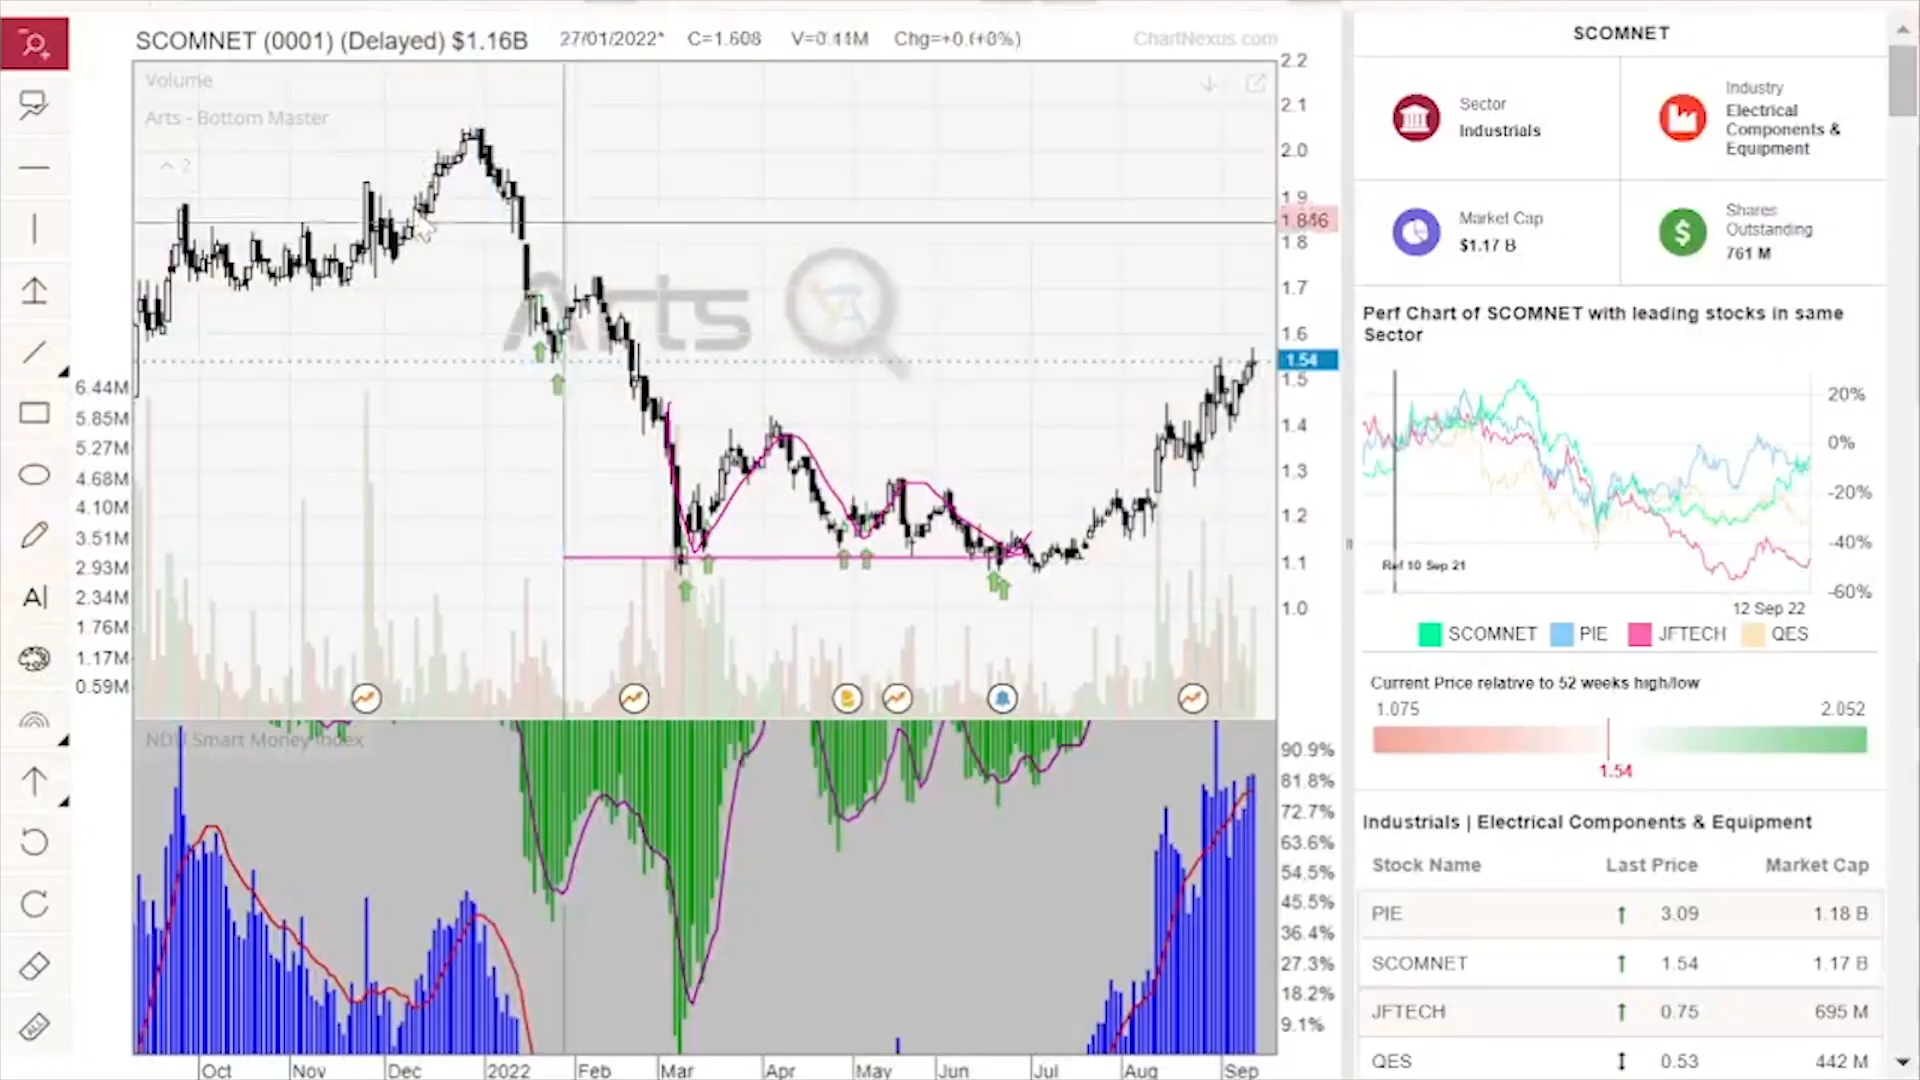 SCOMNET (0001) (Delayed) $1.16B 27/01/2022* C=1.608 V=0.11M Chg=+0.(+0%) ChartNexus.com
Volume
Arts - Bottom Master
2
Arts
2.2
2.1
2.0
1.9
1.846
1.8
1.7
1.6
1.54
1.5
1.4
1.3
1.2
1.1
1.0
6.44M
5.85M
5.27M
4.68M
4.10M
3.51M
2.93M
2.34M
1.76M
1.17M
0.59M
NDU Smart Money Index
90.9%
81.8%
72.7%
63.6%
54.5%
45.5%
36.4%
27.3%
18.2%
9.1%
Oct Nov Dec 2022 Feb Mar Apr May Jun Jul Aug Sep
A|
ALL
SCOMNET
Sector
Industrials
Industry
Electrical
Components &
Equipment
Market Cap
$1.17 B
Shares
Outstanding
761 M
Perf Chart of SCOMNET with leading stocks in same
Sector
20%
0%
-20%
-40%
-60%
Ref 10 Sep 21
12 Sep 22
SCOMNET PIE JFTECH QES
Current Price relative to 52 weeks high/low
1.075 2.052
1.54
Industrials | Electrical Components & Equipment
Stock Name Last Price Market Cap
PIE 3.09 1.18 B
SCOMNET 1.54 1.17 B
JFTECH 0.75 695 M
QES 0.53 442 M